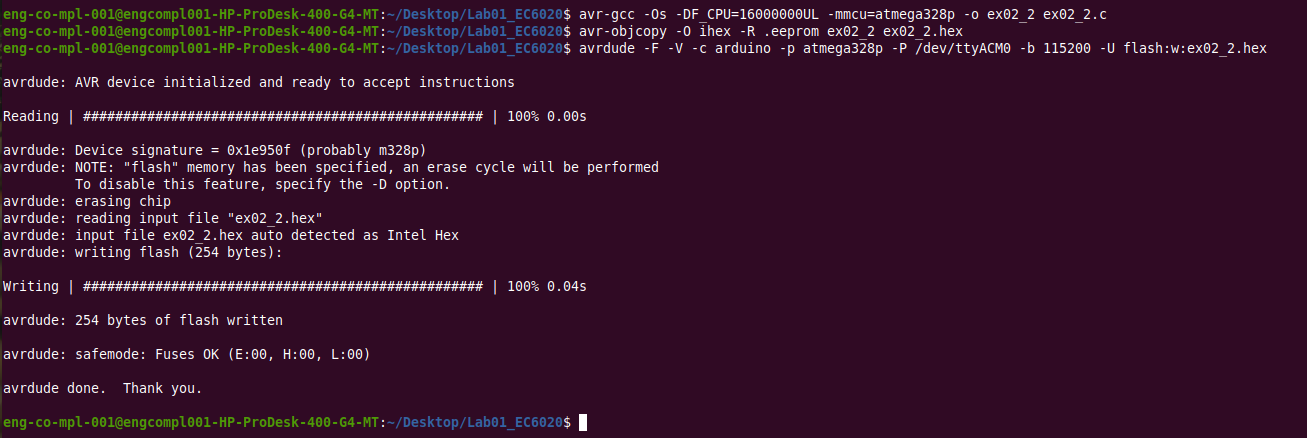 eng-co-mpl-001@engcompl001-HP-ProDesk-400-G4-MT:~/Desktop/Lab01_EC6020$ avr-gcc -Os -DF_CPU=16000000UL -mmcu=atmega328p -o ex02_2 ex02_2.c
eng-co-mpl-001@engcompl001-HP-ProDesk-400-G4-MT:~/Desktop/Lab01_EC6020$ avr-objcopy -O ihex -R .eeprom ex02_2 ex02_2.hex
eng-co-mpl-001@engcompl001-HP-ProDesk-400-G4-MT:~/Desktop/Lab01_EC6020$ avrdude -F -V -c arduino -p atmega328p -P /dev/ttyACM0 -b 115200 -U flash:w:ex02_2.hex
avrdude: AVR device initialized and ready to accept instructions
Reading | ################################################## | 100% 0.00s
avrdude: Device signature = 0x1e950f (probably m328p)
avrdude: NOTE: "flash" memory has been specified, an erase cycle will be performed
         To disable this feature, specify the -D option.
avrdude: erasing chip
avrdude: reading input file "ex02_2.hex"
avrdude: input file ex02_2.hex auto detected as Intel Hex
avrdude: writing flash (254 bytes):
Writing | ################################################## | 100% 0.04s
avrdude: 254 bytes of flash written
avrdude: safemode: Fuses OK (E:00, H:00, L:00)
avrdude done.  Thank you.
eng-co-mpl-001@engcompl001-HP-ProDesk-400-G4-MT:~/Desktop/Lab01_EC6020$